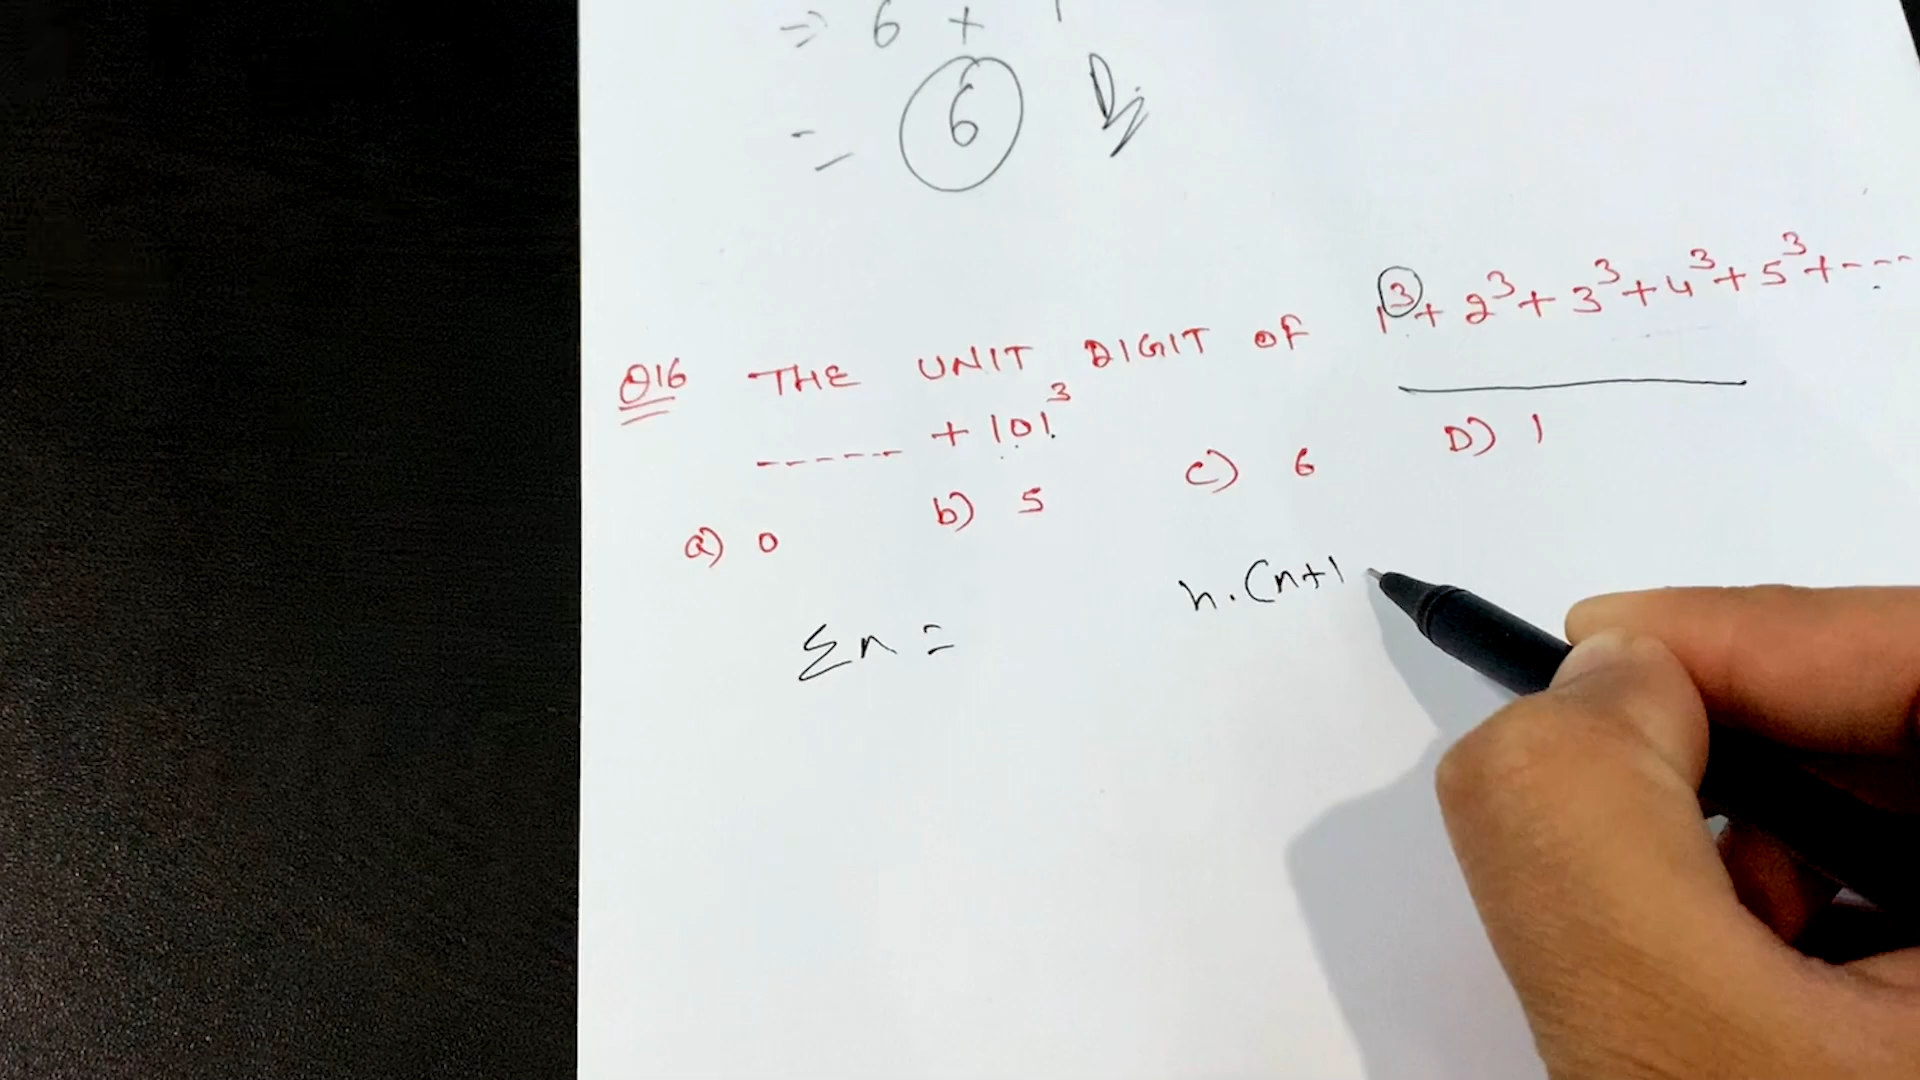 => 6 +
= 6
Q16 THE UNIT DIGIT OF 1³ + 2³ + 3³ + 4³ + 5³ + ---
------ + 101³
a) 0 b) 5 c) 6 D) 1
Σn = n.(n+1